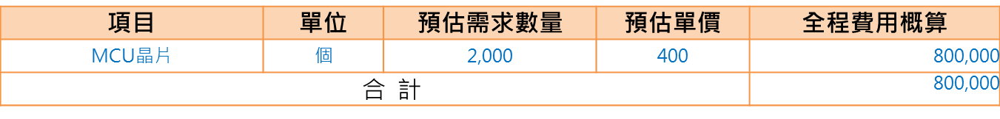 項目 單位 預估需求數量 預估單價 全程費用概算
MCU晶片 個 2,000 400 800,000
合 計 800,000